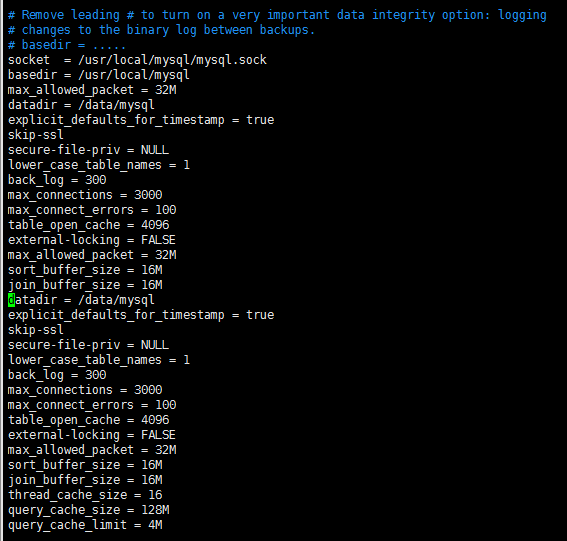 # Remove leading # to turn on a very important data integrity option: logging
# changes to the binary log between backups.
# basedir = .....
socket  = /usr/local/mysql/mysql.sock
basedir = /usr/local/mysql
max_allowed_packet = 32M
datadir = /data/mysql
explicit_defaults_for_timestamp = true
skip-ssl
secure-file-priv = NULL
lower_case_table_names = 1
back_log = 300
max_connections = 3000
max_connect_errors = 100
table_open_cache = 4096
external-locking = FALSE
max_allowed_packet = 32M
sort_buffer_size = 16M
join_buffer_size = 16M
datadir = /data/mysql
explicit_defaults_for_timestamp = true
skip-ssl
secure-file-priv = NULL
lower_case_table_names = 1
back_log = 300
max_connections = 3000
max_connect_errors = 100
table_open_cache = 4096
external-locking = FALSE
max_allowed_packet = 32M
sort_buffer_size = 16M
join_buffer_size = 16M
thread_cache_size = 16
query_cache_size = 128M
query_cache_limit = 4M